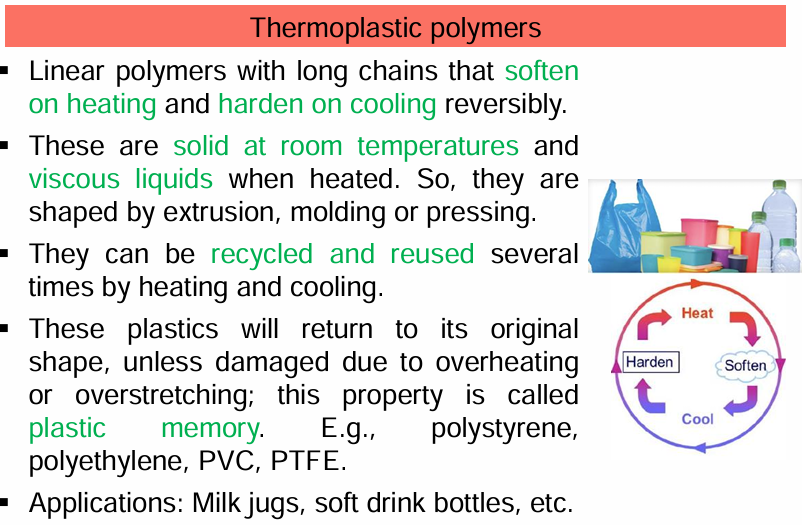 Thermoplastic polymers
▪ Linear polymers with long chains that soften
on heating and harden on cooling reversibly.
▪ These are solid at room temperatures and
viscous liquids when heated. So, they are
shaped by extrusion, molding or pressing.
▪ They can be recycled and reused several
times by heating and cooling.
▪ These plastics will return to its original
shape, unless damaged due to overheating
or overstretching; this property is called
plastic memory. E.g., polystyrene,
polyethylene, PVC, PTFE.
▪ Applications: Milk jugs, soft drink bottles, etc.
Heat
Harden
Soften
Cool